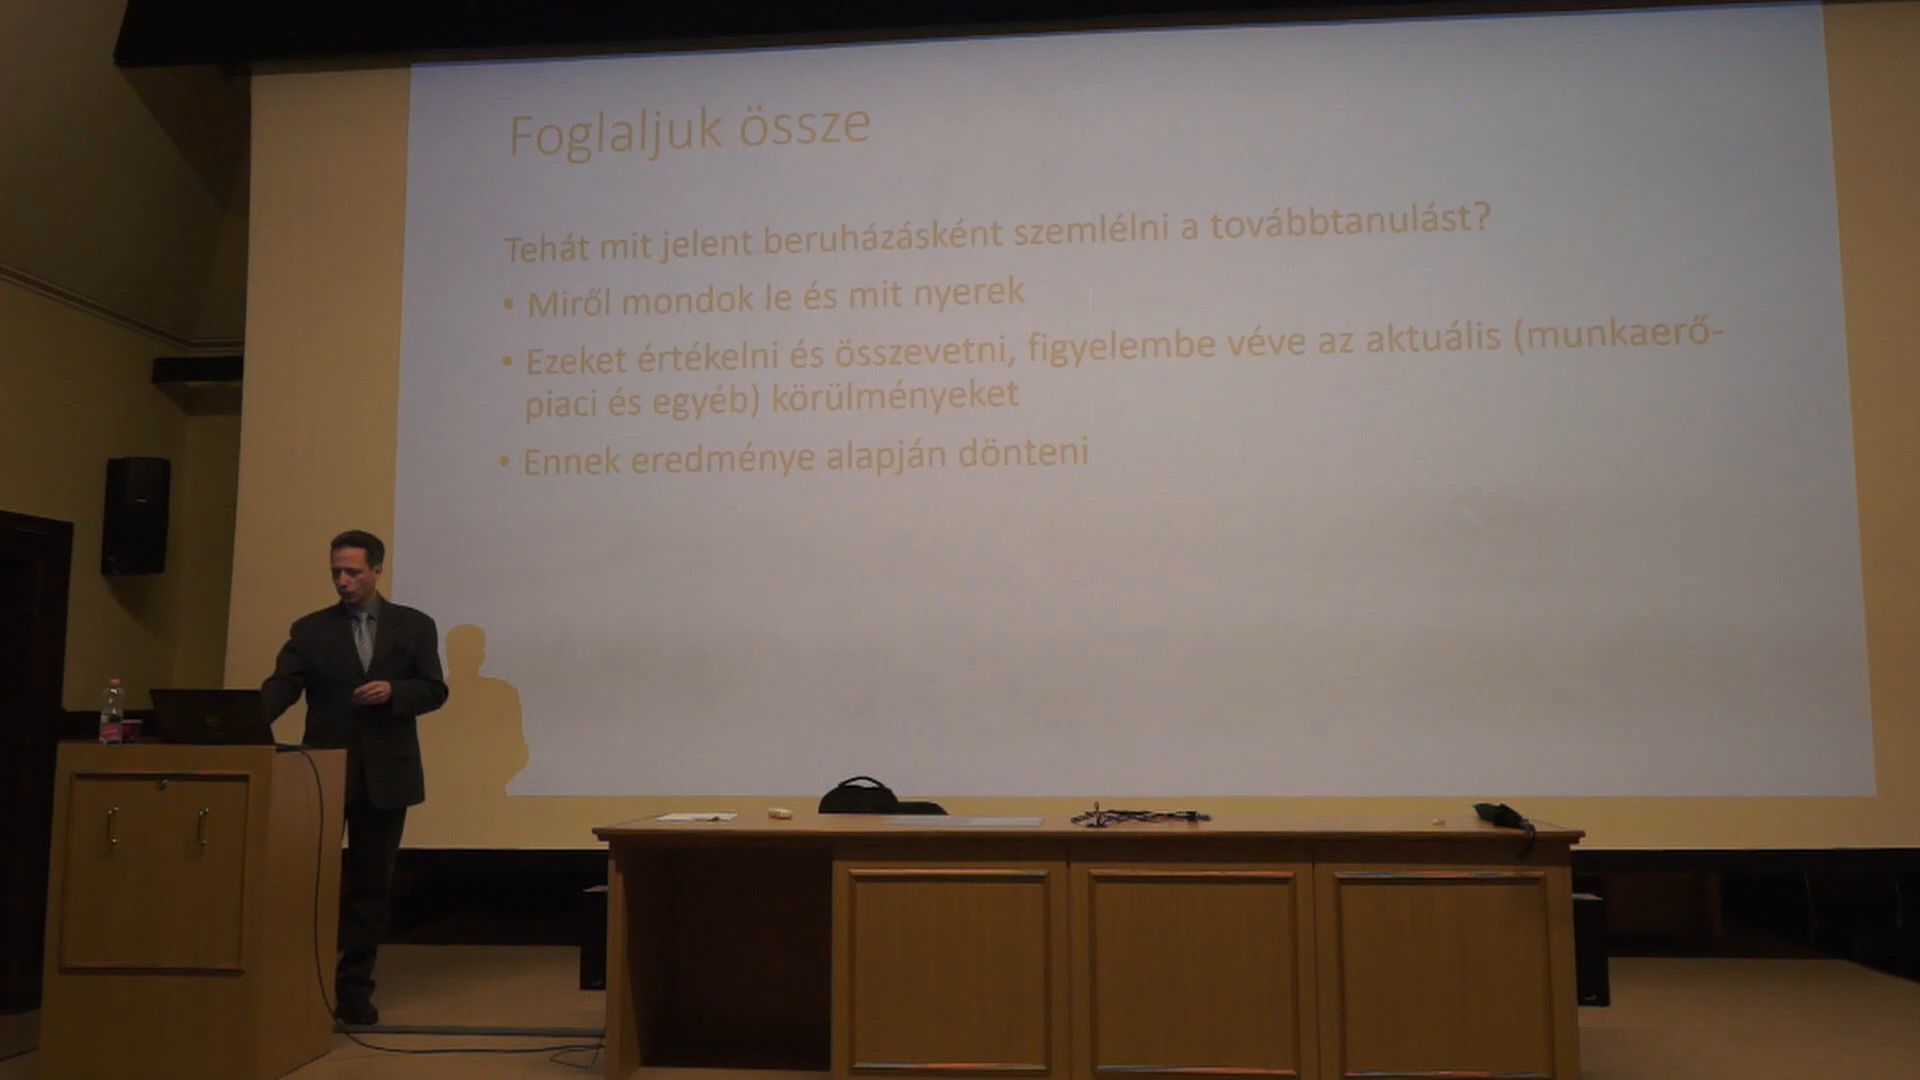 Foglaljuk össze
Tehát mit jelent beruházásként szemlélni a továbbtanulást?
• Miről mondok le és mit nyerek
• Ezeket értékelni és összevetni, figyelembe véve az aktuális (munkaerő-
piaci és egyéb) körülményeket
• Ennek eredménye alapján dönteni